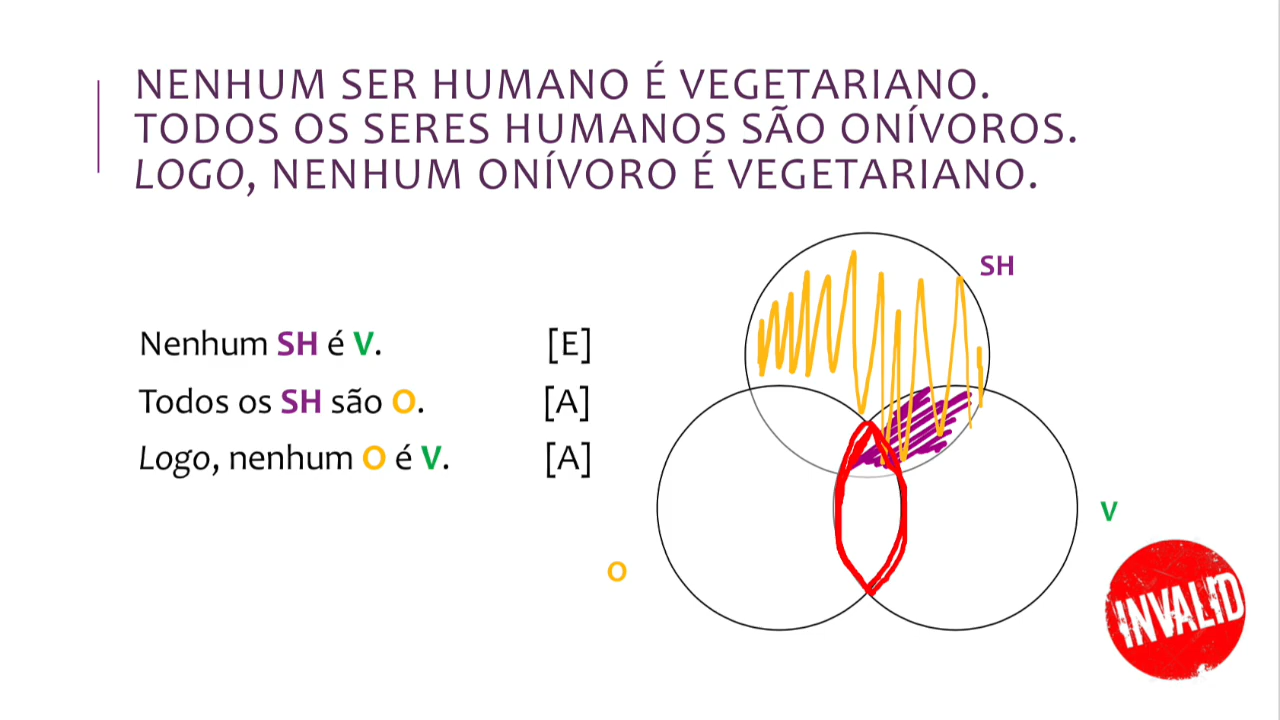 NENHUM SER HUMANO É VEGETARIANO.
TODOS OS SERES HUMANOS SÃO ONÍVOROS.
LOGO, NENHUM ONÍVORO É VEGETARIANO.
Nenhum SH é V. [E]
Todos os SH são O. [A]
Logo, nenhum O é V. [A]
SH
V
O
INVALID